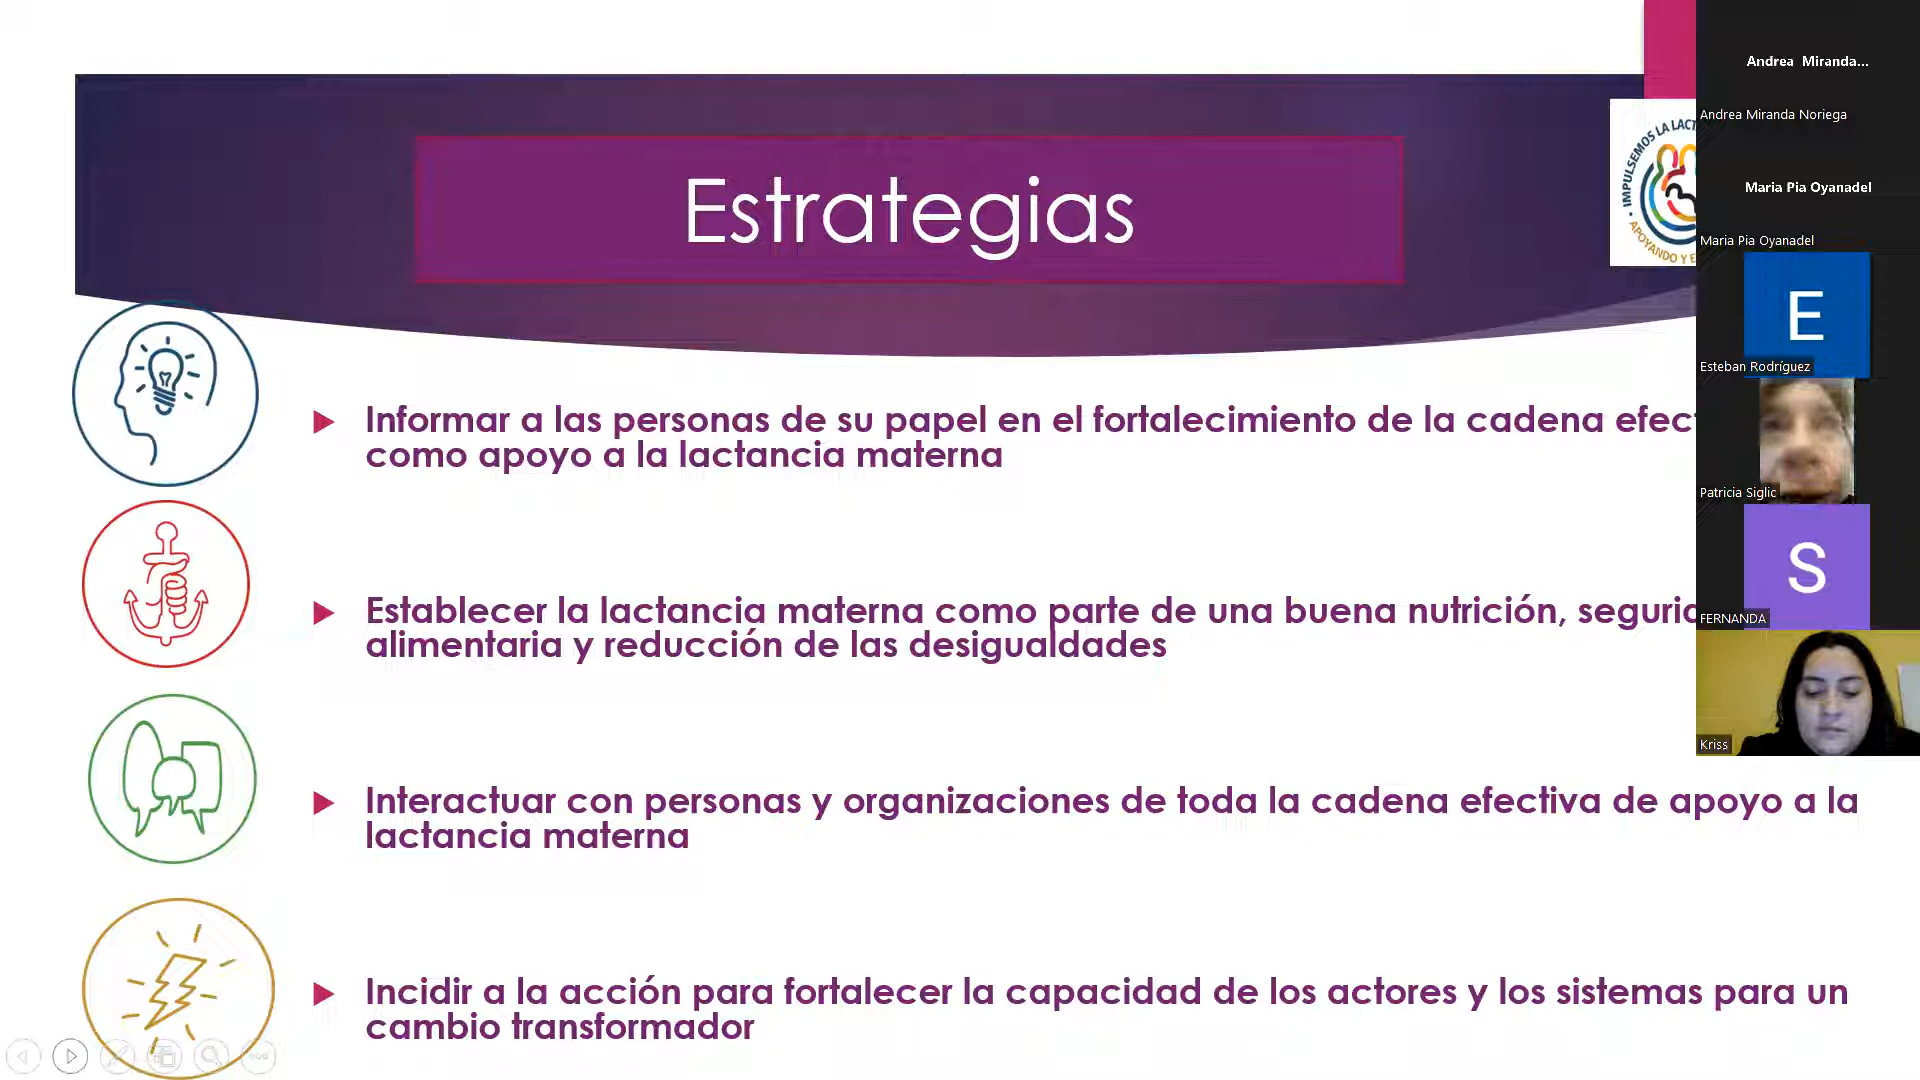 Estrategias
IMPULSEMOS LA
APOYANDO Y
Informar a las personas de su papel en el fortalecimiento de la cadena
como apoyo a la lactancia materna
Establecer la lactancia materna como parte de una buena nutrición,
alimentaria y reducción de las desigualdades
Interactuar con personas y organizaciones de toda la cadena efectiva de apoyo a la
lactancia materna
Incidir a la acción para fortalecer la capacidad de los actores y los sistemas para un
cambio transformador
Andrea Miranda...
Andrea Miranda Noriega
Maria Pia Oyanadel
Maria Pia Oyanadel
E
Esteban Rodríguez
Patricia Siglic
S
FERNANDA
Kriss